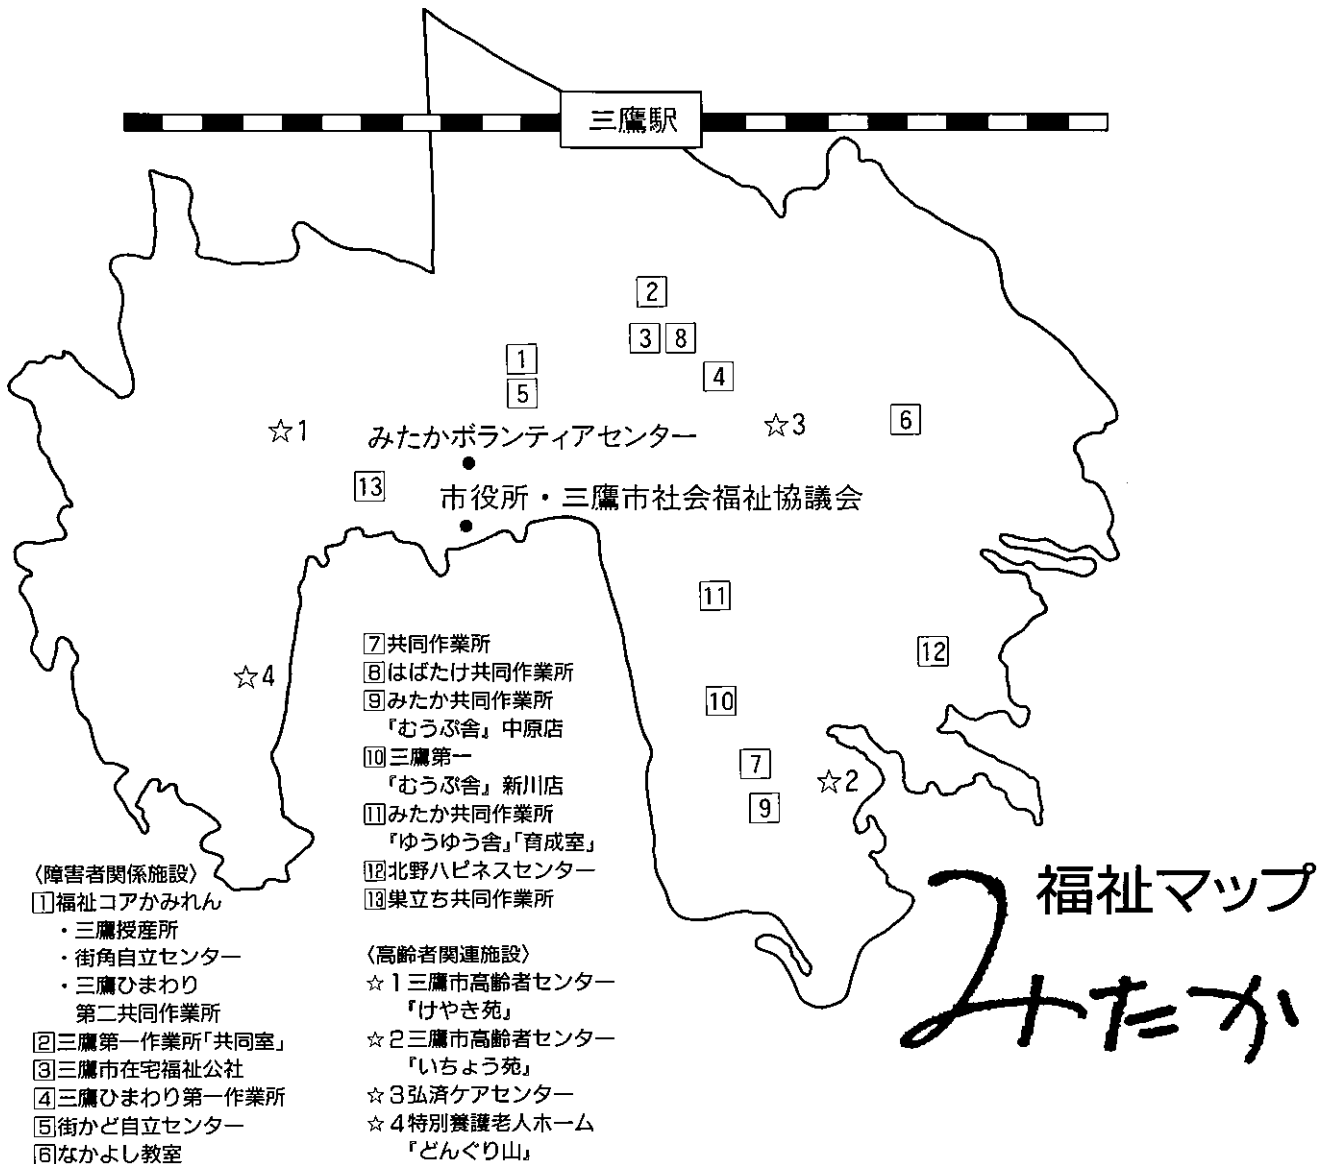 三鷹駅
2
3 8
1
4
5
6
☆1
☆3
みたかボランティアセンター
13
市役所・三鷹市社会福祉協議会
11
12
☆4
10
7
☆2
9
福祉マップ
みたか
〈障害者関係施設〉
1福祉コアかみれん
・三鷹授産所
・街角自立センター
・三鷹ひまわり
第二共同作業所
2三鷹第一作業所「共同室」
3三鷹市在宅福祉公社
4三鷹ひまわり第一作業所
5街かど自立センター
6なかよし教室
7共同作業所
8はばたけ共同作業所
9みたか共同作業所
『むうぷ舎』中原店
10三鷹第一
『むうぷ舎』新川店
11みたか共同作業所
『ゆうゆう舎』「育成室」
12北野ハピネスセンター
13巣立ち共同作業所
〈高齢者関連施設〉
☆1三鷹市高齢者センター
『けやき苑』
☆2三鷹市高齢者センター
『いちょう苑』
☆3弘済ケアセンター
☆4特別養護老人ホーム
『どんぐり山』